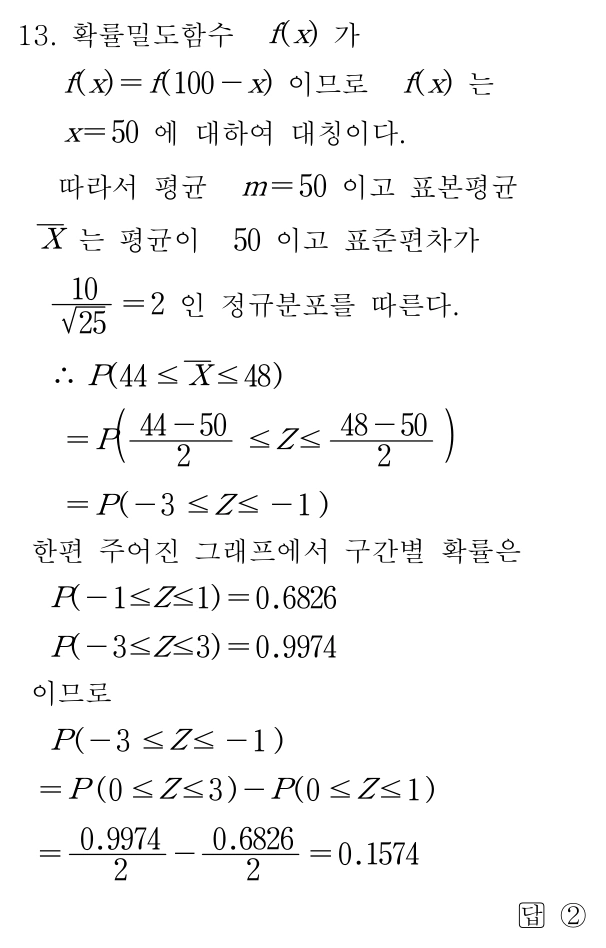 13. 확률밀도함수 f(x) 가
f(x)=f(100-x) 이므로 f(x) 는
x=50 에 대하여 대칭이다.
따라서 평균 m=50 이고 표본평균
X̅ 는 평균이 50 이고 표준편차가
10/√25 =2 인 정규분포를 따른다.
∴ P(44 ≤ X̅ ≤ 48)
=P( (44-50)/2 ≤Z≤ (48-50)/2 )
=P(-3 ≤Z≤ -1)
한편 주어진 그래프에서 구간별 확률은
P(-1≤Z≤1)=0.6826
P(-3≤Z≤3)=0.9974
이므로
P(-3 ≤Z≤ -1)
=P(0 ≤Z≤3)-P(0 ≤Z≤1)
= 0.9974/2 - 0.6826/2 =0.1574
답 ②